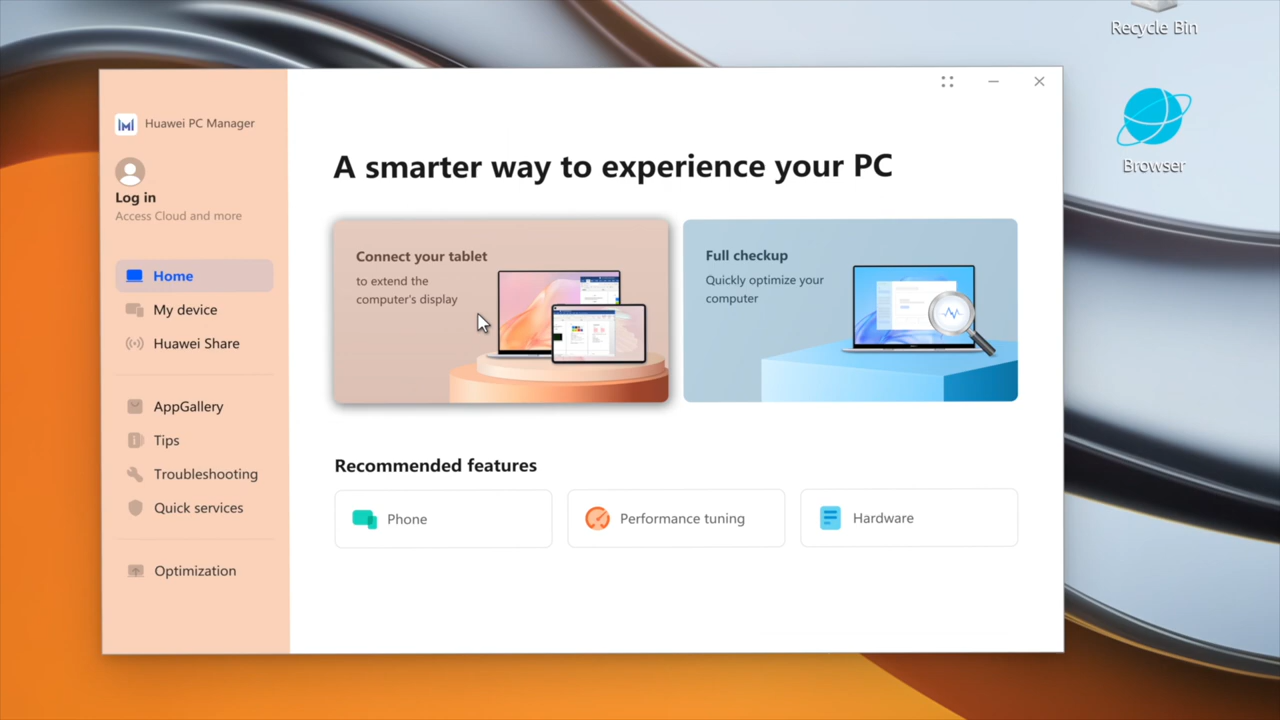 Recycle Bin
Browser
Huawei PC Manager
Log in
Access Cloud and more
Home
My device
Huawei Share
AppGallery
Tips
Troubleshooting
Quick services
Optimization
A smarter way to experience your PC
Connect your tablet
to extend the
computer's display
Full checkup
Quickly optimize your
computer
Recommended features
Phone
Performance tuning
Hardware